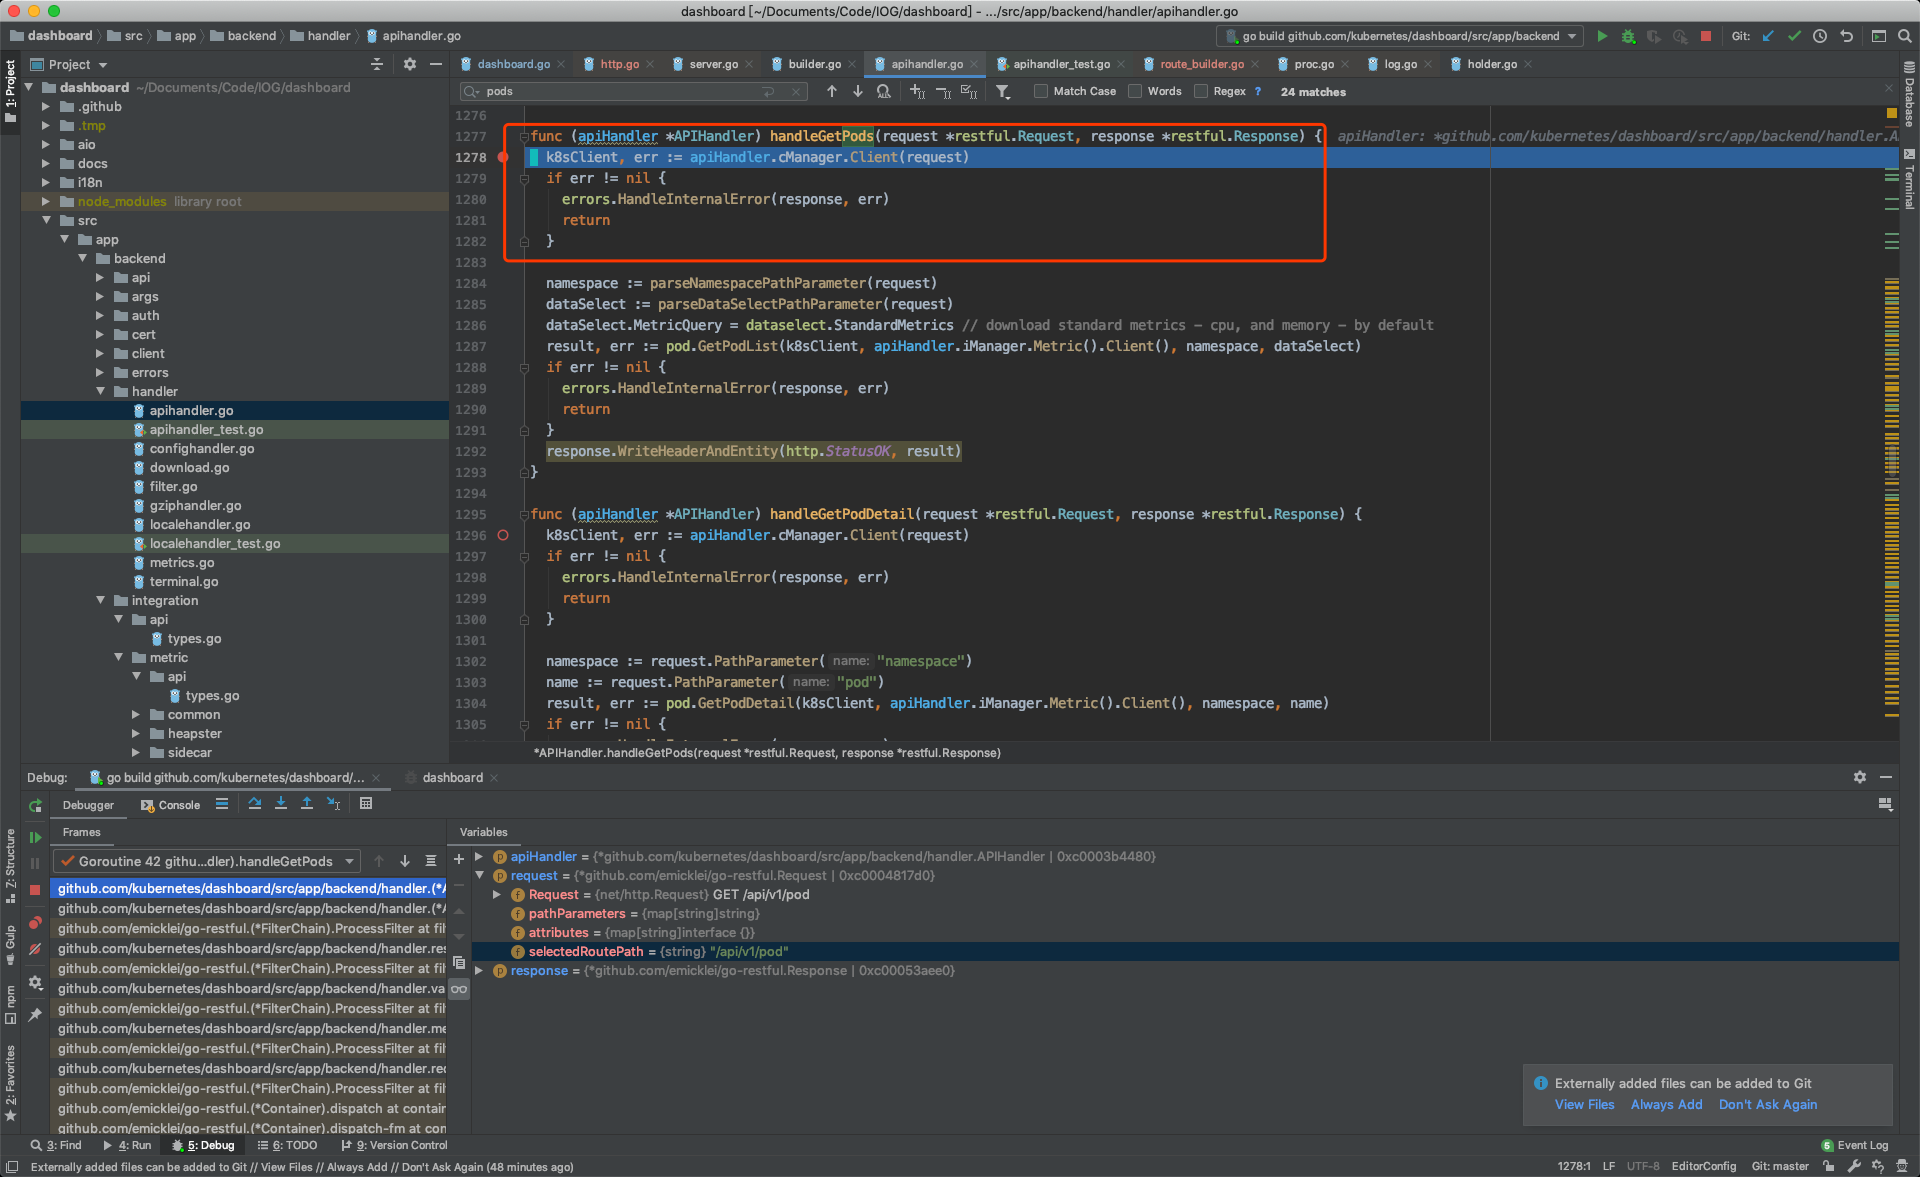 dashboard [~/Documents/Code/IOG/dashboard] - .../src/app/backend/handler/apihandler.go
dashboard
src
app
backend
handler
apihandler.go
go build github.com/kubernetes/dashboard/src/app/backend
Git:
1: Project
Project
dashboard.go
http.go
server.go
builder.go
apihandler.go
apihandler_test.go
route_builder.go
proc.go
log.go
holder.go
pods
Match Case
Words
Regex
?
24 matches
Database
Terminal
dashboard ~/Documents/Code/IOG/dashboard
.github
.tmp
aio
docs
i18n
node_modules library root
src
app
backend
api
args
auth
cert
client
errors
handler
apihandler.go
apihandler_test.go
confighandler.go
download.go
filter.go
gziphandler.go
localehandler.go
localehandler_test.go
metrics.go
terminal.go
integration
api
types.go
metric
api
types.go
common
heapster
sidecar
1276
1277 func (apiHandler *APIHandler) handleGetPods(request *restful.Request, response *restful.Response) { apiHandler: *github.com/kubernetes/dashboard/src/app/backend/handler.A
1278 k8sClient, err := apiHandler.cManager.Client(request)
1279 if err != nil {
1280 errors.HandleInternalError(response, err)
1281 return
1282 }
1283
1284 namespace := parseNamespacePathParameter(request)
1285 dataSelect := parseDataSelectPathParameter(request)
1286 dataSelect.MetricQuery = dataselect.StandardMetrics // download standard metrics - cpu, and memory - by default
1287 result, err := pod.GetPodList(k8sClient, apiHandler.iManager.Metric().Client(), namespace, dataSelect)
1288 if err != nil {
1289 errors.HandleInternalError(response, err)
1290 return
1291 }
1292 response.WriteHeaderAndEntity(http.StatusOK, result)
1293 }
1294
1295 func (apiHandler *APIHandler) handleGetPodDetail(request *restful.Request, response *restful.Response) {
1296 k8sClient, err := apiHandler.cManager.Client(request)
1297 if err != nil {
1298 errors.HandleInternalError(response, err)
1299 return
1300 }
1301
1302 namespace := request.PathParameter( name: "namespace")
1303 name := request.PathParameter( name: "pod")
1304 result, err := pod.GetPodDetail(k8sClient, apiHandler.iManager.Metric().Client(), namespace, name)
1305 if err != nil {
*APIHandler.handleGetPods(request *restful.Request, response *restful.Response)
Debug:
go build github.com/kubernetes/dashboard/...
dashboard
Debugger
Console
Frames
Variables
Goroutine 42 githu...dler).handleGetPods
github.com/kubernetes/dashboard/src/app/backend/handler.(*A
github.com/kubernetes/dashboard/src/app/backend/handler.(*A
github.com/emicklei/go-restful.(*FilterChain).ProcessFilter at filt
github.com/kubernetes/dashboard/src/app/backend/handler.res
github.com/emicklei/go-restful.(*FilterChain).ProcessFilter at filt
github.com/kubernetes/dashboard/src/app/backend/handler.va
github.com/emicklei/go-restful.(*FilterChain).ProcessFilter at filt
github.com/kubernetes/dashboard/src/app/backend/handler.me
github.com/emicklei/go-restful.(*FilterChain).ProcessFilter at filt
github.com/kubernetes/dashboard/src/app/backend/handler.rec
github.com/emicklei/go-restful.(*FilterChain).ProcessFilter at filt
github.com/emicklei/go-restful.(*Container).dispatch at contain
github.com/emicklei/go-restful.(*Container).dispatch-fm at cont
apiHandler = {*github.com/kubernetes/dashboard/src/app/backend/handler.APIHandler | 0xc0003b4480}
request = {*github.com/emicklei/go-restful.Request | 0xc0004817d0}
Request = {net/http.Request} GET /api/v1/pod
pathParameters = {map[string]string}
attributes = {map[string]interface {}}
selectedRoutePath = {string} "/api/v1/pod"
response = {*github.com/emicklei/go-restful.Response | 0xc00053aee0}
Z: Structure
Gulp
npm
2: Favorites
Externally added files can be added to Git
View Files Always Add Don't Ask Again
3: Find
4: Run
5: Debug
6: TODO
9: Version Control
5 Event Log
Externally added files can be added to Git // View Files // Always Add // Don't Ask Again (48 minutes ago)
1278:1 LF UTF-8 EditorConfig Git: master